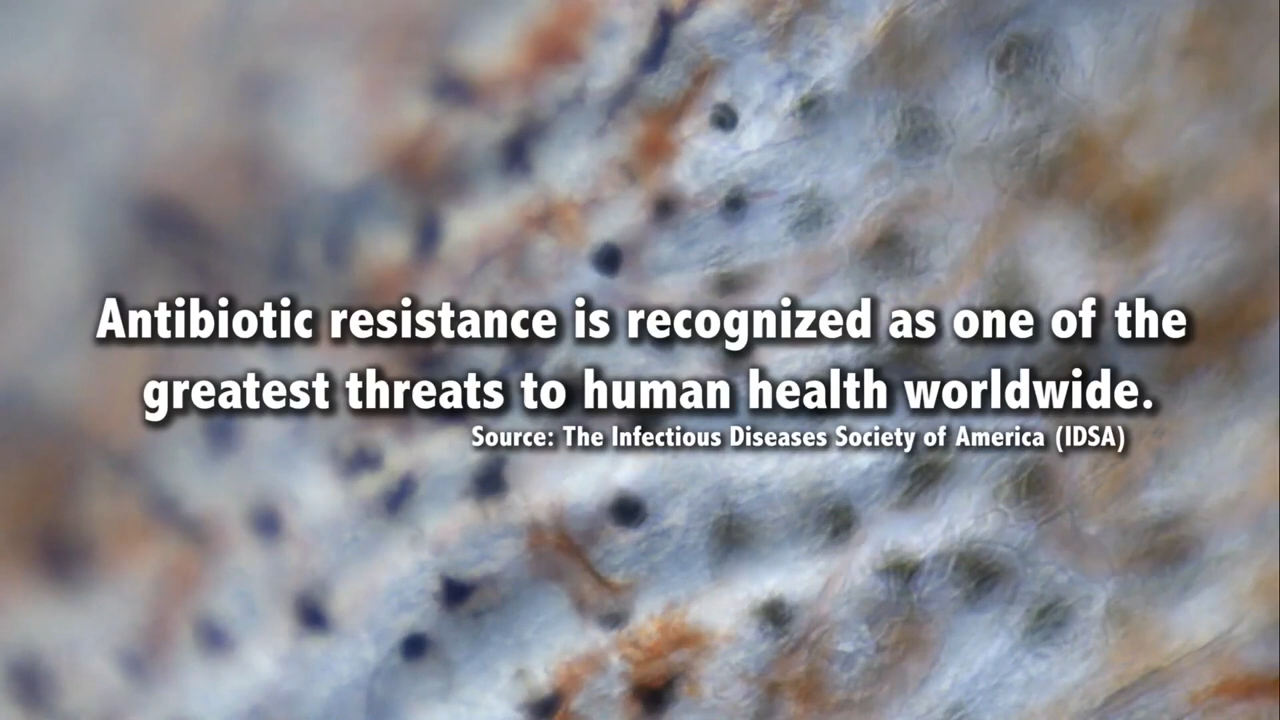 Antibiotic resistance is recognized as one of the
greatest threats to human health worldwide.
Source: The Infectious Diseases Society of America (IDSA)